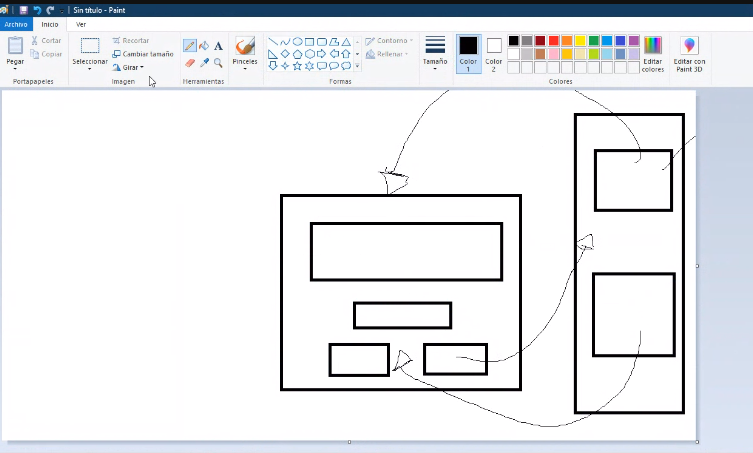 Sin título - Paint
Archivo Inicio Ver
Pegar
Cortar
Copiar
Portapapeles
Seleccionar
Recortar
Cambiar tamaño
Girar
Imagen
A
Herramientas
Pinceles
Contorno
Rellenar
Formas
Tamaño
Color
1
Color
2
Editar
colores
Colores
Editar con
Paint 3D